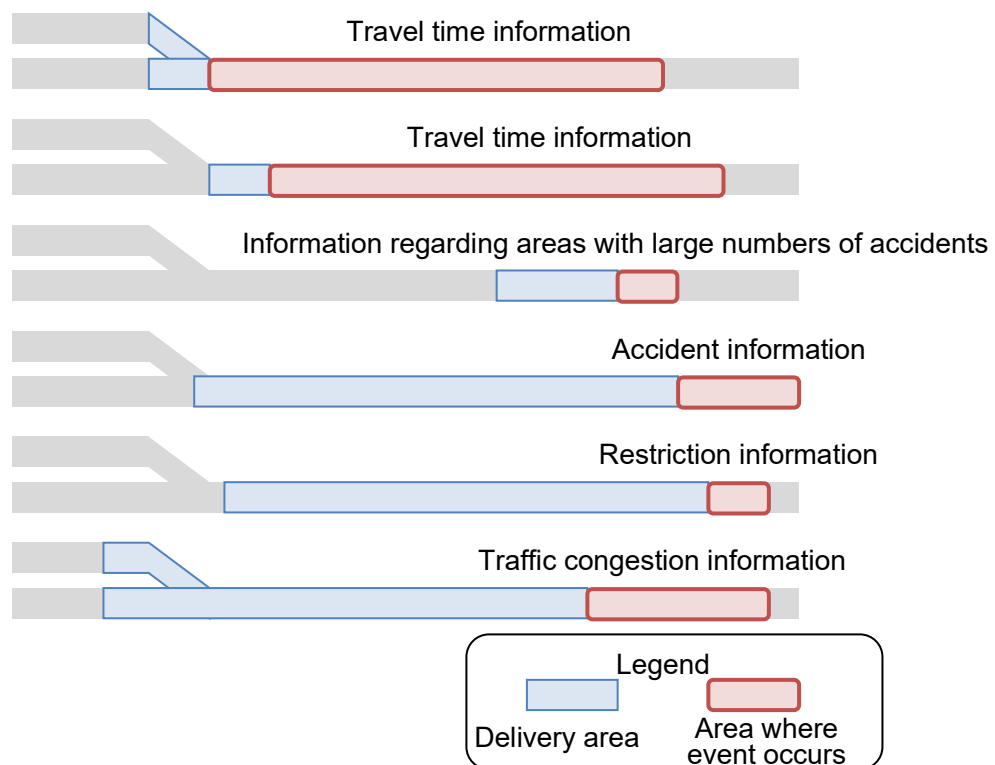 Travel time information
Travel time information
Information regarding areas with large numbers of accidents
Accident information
Restriction information
Traffic congestion information
Legend
Delivery area
Area where
event occurs